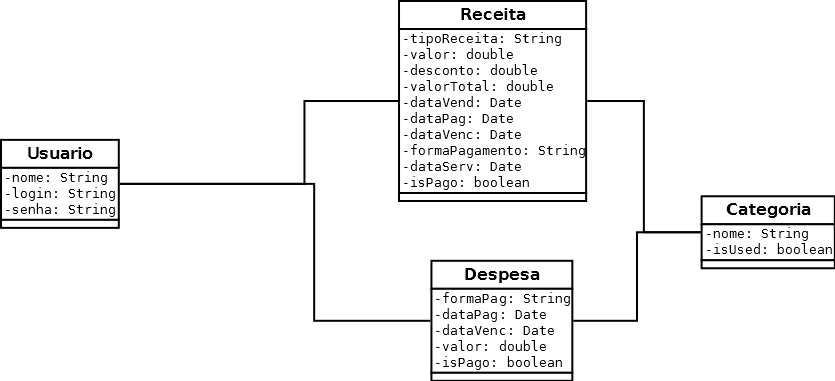 Receita
-tipoReceita: String
-valor: double
-desconto: double
-valorTotal: double
-dataVend: Date
-dataPag: Date
-dataVenc: Date
-formaPagamento: String
-dataServ: Date
-isPago: boolean
Usuario
-nome: String
-login: String
-senha: String
Categoria
-nome: String
-isUsed: boolean
Despesa
-formaPag: String
-dataPag: Date
-dataVenc: Date
-valor: double
-isPago: boolean